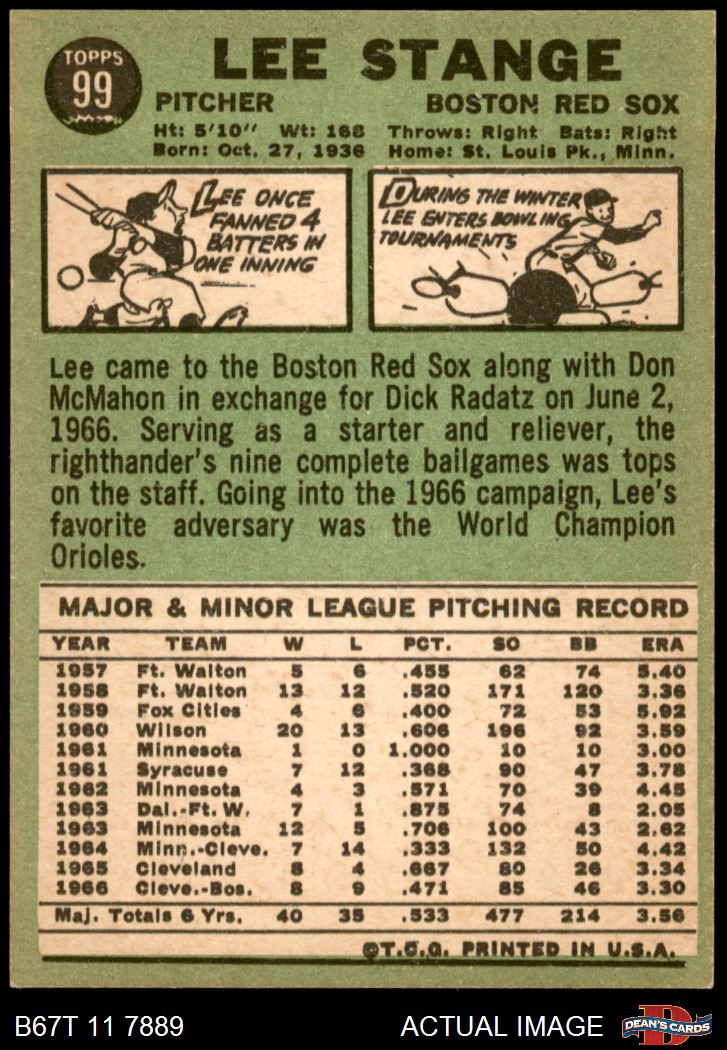 TOPPS
99
LEE STANGE
PITCHER BOSTON RED SOX
Ht: 5'10" Wt: 168 Throws: Right Bats: Right
Born: Oct. 27, 1936 Home: St. Louis Pk., Minn.
LEE ONCE
FANNED 4
BATTERS IN
ONE INNING
DURING THE WINTER
LEE ENTERS BOWLING
TOURNAMENTS
Lee came to the Boston Red Sox along with Don
McMahon in exchange for Dick Radatz on June 2,
1966. Serving as a starter and reliever, the
righthander's nine complete ballgames was tops
on the staff. Going into the 1966 campaign, Lee's
favorite adversary was the World Champion
Orioles.
MAJOR & MINOR LEAGUE PITCHING RECORD
YEAR TEAM W L PCT. SO BB ERA
1957 Ft. Walton 5 6 .455 62 74 5.40
1958 Ft. Walton 13 12 .520 171 120 3.36
1959 Fox Cities 4 6 .400 72 53 5.92
1960 Wilson 20 13 .606 196 92 3.59
1961 Minnesota 1 0 1.000 10 10 3.00
1961 Syracuse 7 12 .368 90 47 3.78
1962 Minnesota 4 3 .571 70 39 4.45
1963 Dal.-Ft. W. 7 1 .875 74 8 2.05
1963 Minnesota 12 5 .706 100 43 2.62
1964 Minn.-Cleve. 7 14 .333 132 50 4.42
1965 Cleveland 8 4 .667 80 26 3.34
1966 Cleve.-Bos. 8 9 .471 85 46 3.30
Maj. Totals 6 Yrs. 40 35 .533 477 214 3.56
©T.C.G. PRINTED IN U.S.A.
B67T 11 7889 ACTUAL IMAGE
DEAN'S CARDS